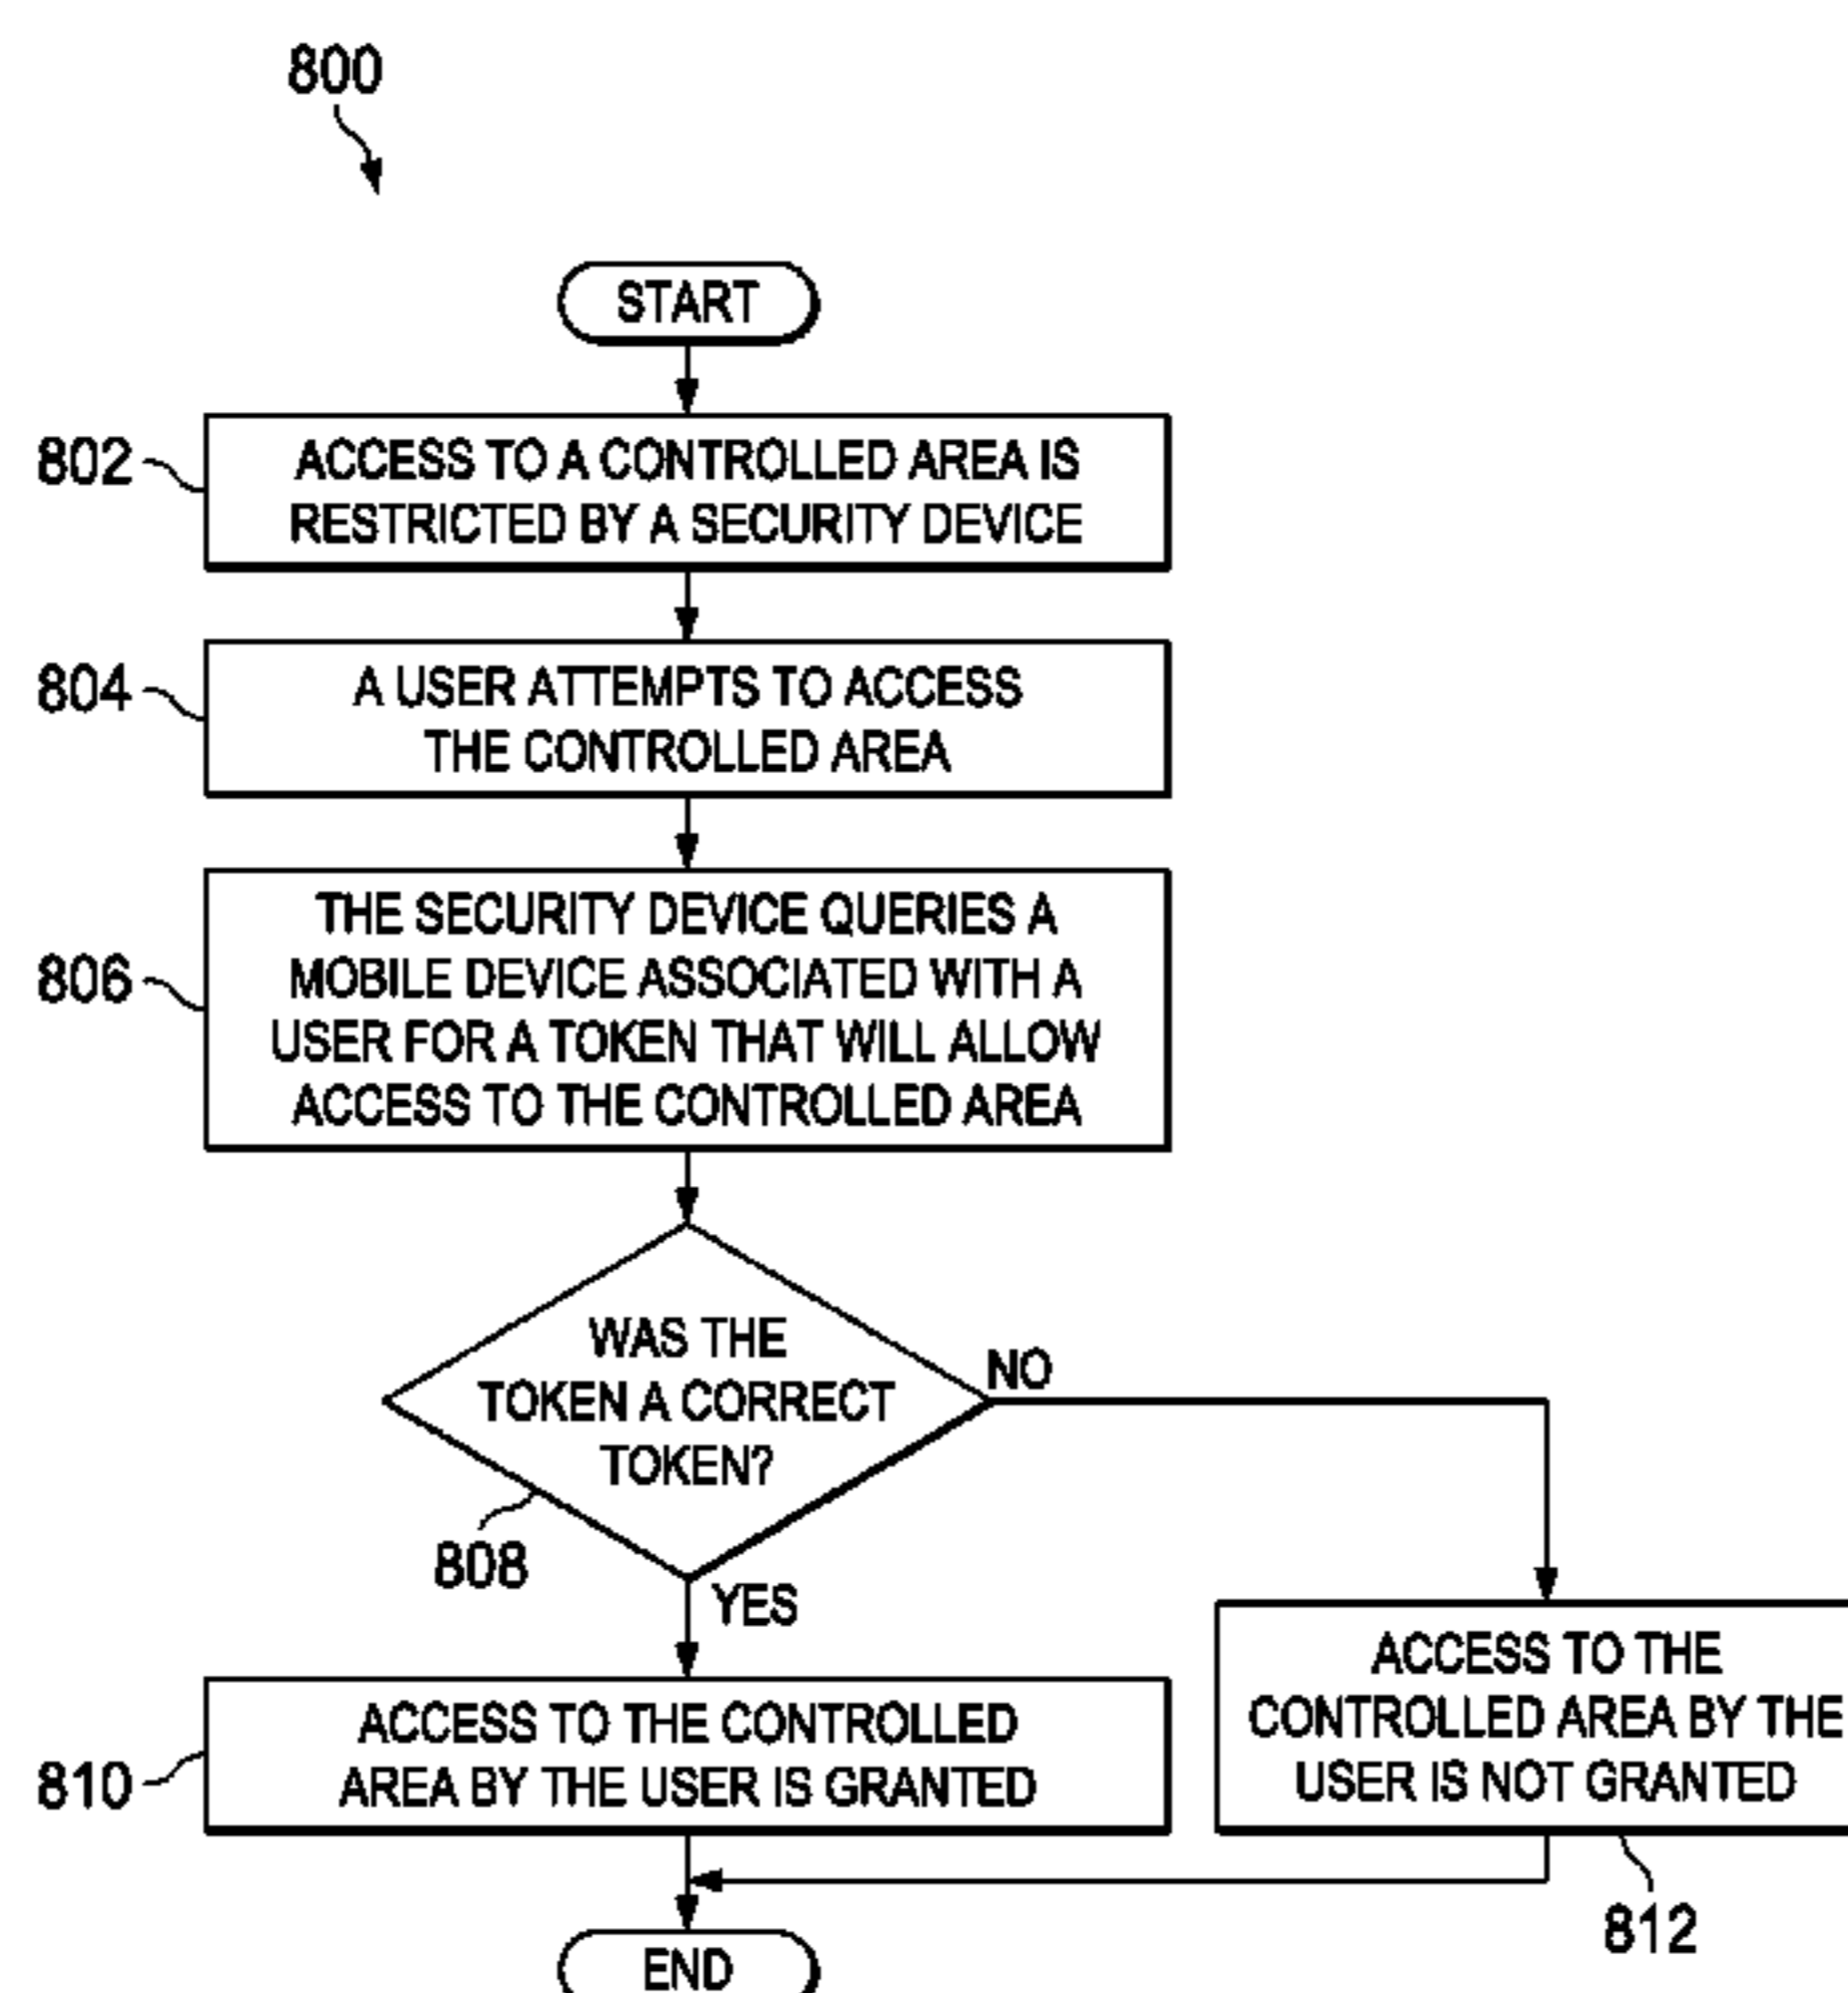 800
START
802
ACCESS TO A CONTROLLED AREA IS
RESTRICTED BY A SECURITY DEVICE
804
A USER ATTEMPTS TO ACCESS
THE CONTROLLED AREA
806
THE SECURITY DEVICE QUERIES A
MOBILE DEVICE ASSOCIATED WITH A
USER FOR A TOKEN THAT WILL ALLOW
ACCESS TO THE CONTROLLED AREA
WAS THE
TOKEN A CORRECT
TOKEN?
NO
808
YES
810
ACCESS TO THE CONTROLLED
AREA BY THE USER IS GRANTED
ACCESS TO THE
CONTROLLED AREA BY THE
USER IS NOT GRANTED
812
END